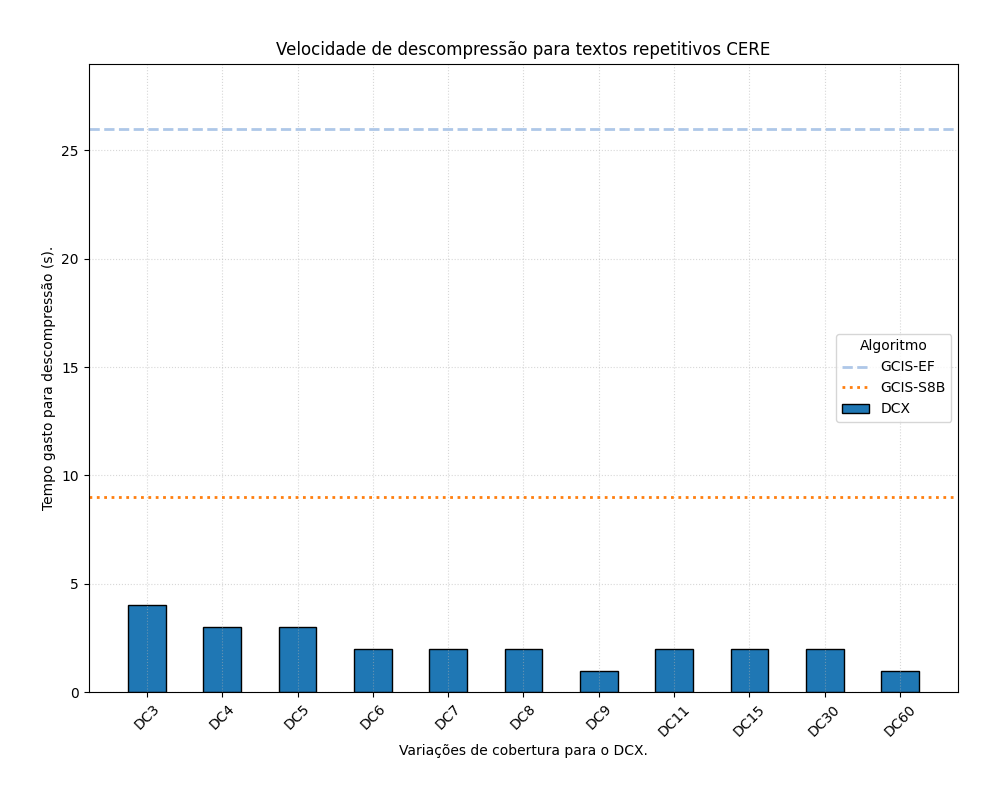 Velocidade de descompressão para textos repetitivos CERE
Tempo gasto para descompressão (s).
25
20
15
10
5
0
Algoritmo
GCIS-EF
GCIS-S8B
DCX
DC3
DC4
DC5
DC6
DC7
DC8
DC9
DC11
DC15
DC30
DC60
Variações de cobertura para o DCX.